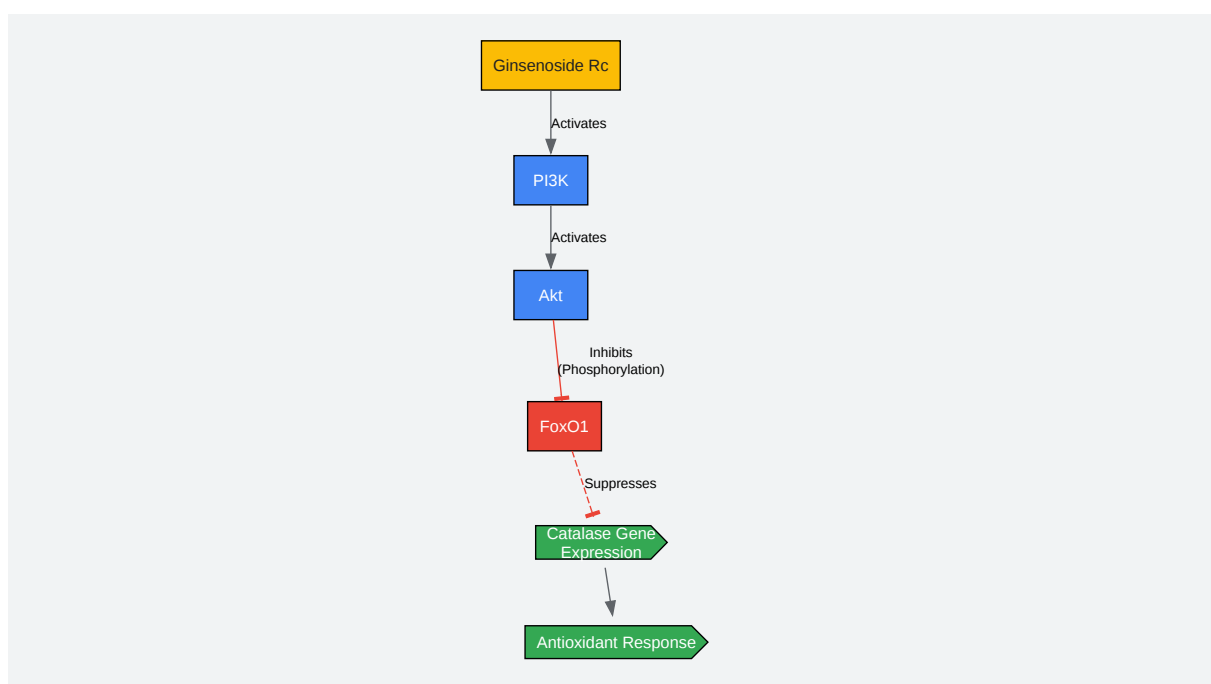 Ginsenoside Rc
Activates
PI3K
Activates
Akt
Inhibits
(Phosphorylation)
FoxO1
Suppresses
Catalase Gene
Expression
Antioxidant Response